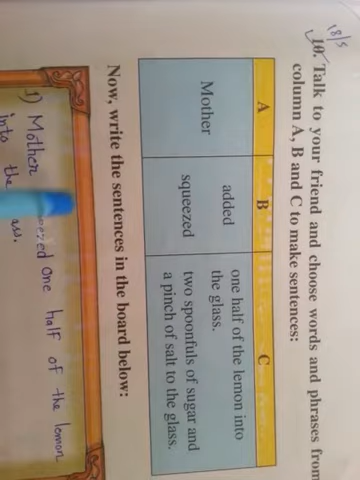 18/5
10. Talk to your friend and choose words and phrases from
column A, B and C to make sentences:
A B C
Mother added one half of the lemon into
the glass.
squeezed two spoonfuls of sugar and
a pinch of salt to the glass.
Now, write the sentences in the board below:
1) Mother one half of the lemon
into the